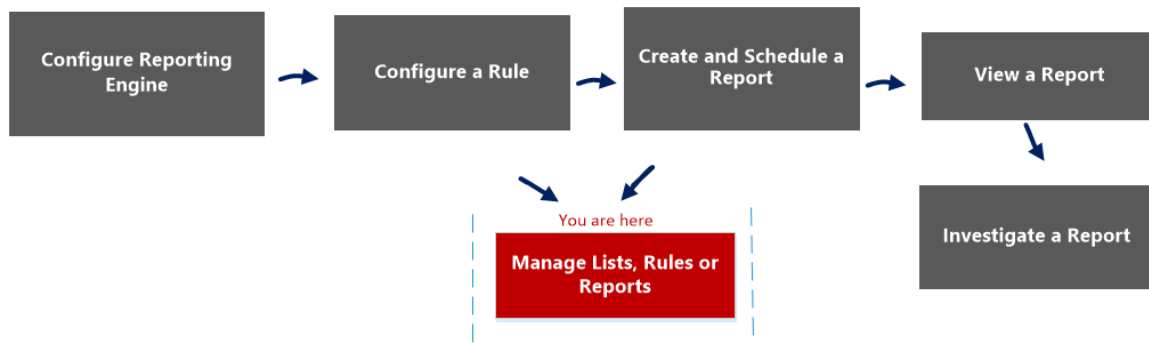 Configure Reporting
Engine
Configure a Rule
Create and Schedule a
Report
View a Report
You are here
Manage Lists, Rules or
Reports
Investigate a Report